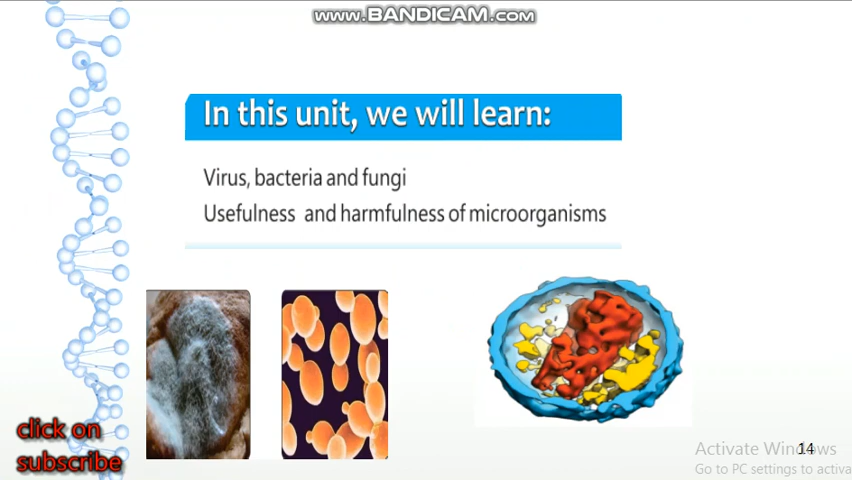 www.BANDICAM.com
In this unit, we will learn:
Virus, bacteria and fungi
Usefulness and harmfulness of microorganisms
click on
subscribe
14
Activate Windows
Go to PC settings to activa